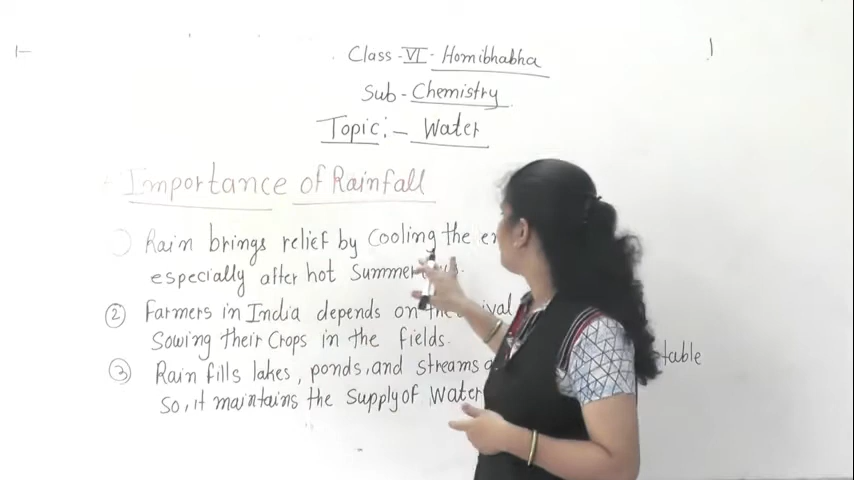 Class - VI - Homibhabha
Sub - Chemistry
Topic :- Water
Importance of Rainfall
Rain brings relief by Cooling the
especially after hot Summer
② Farmers in India depends on the
Sowing their Crops in the fields.
③ Rain fills lakes, ponds, and streams
So, it maintains the Supply of Water